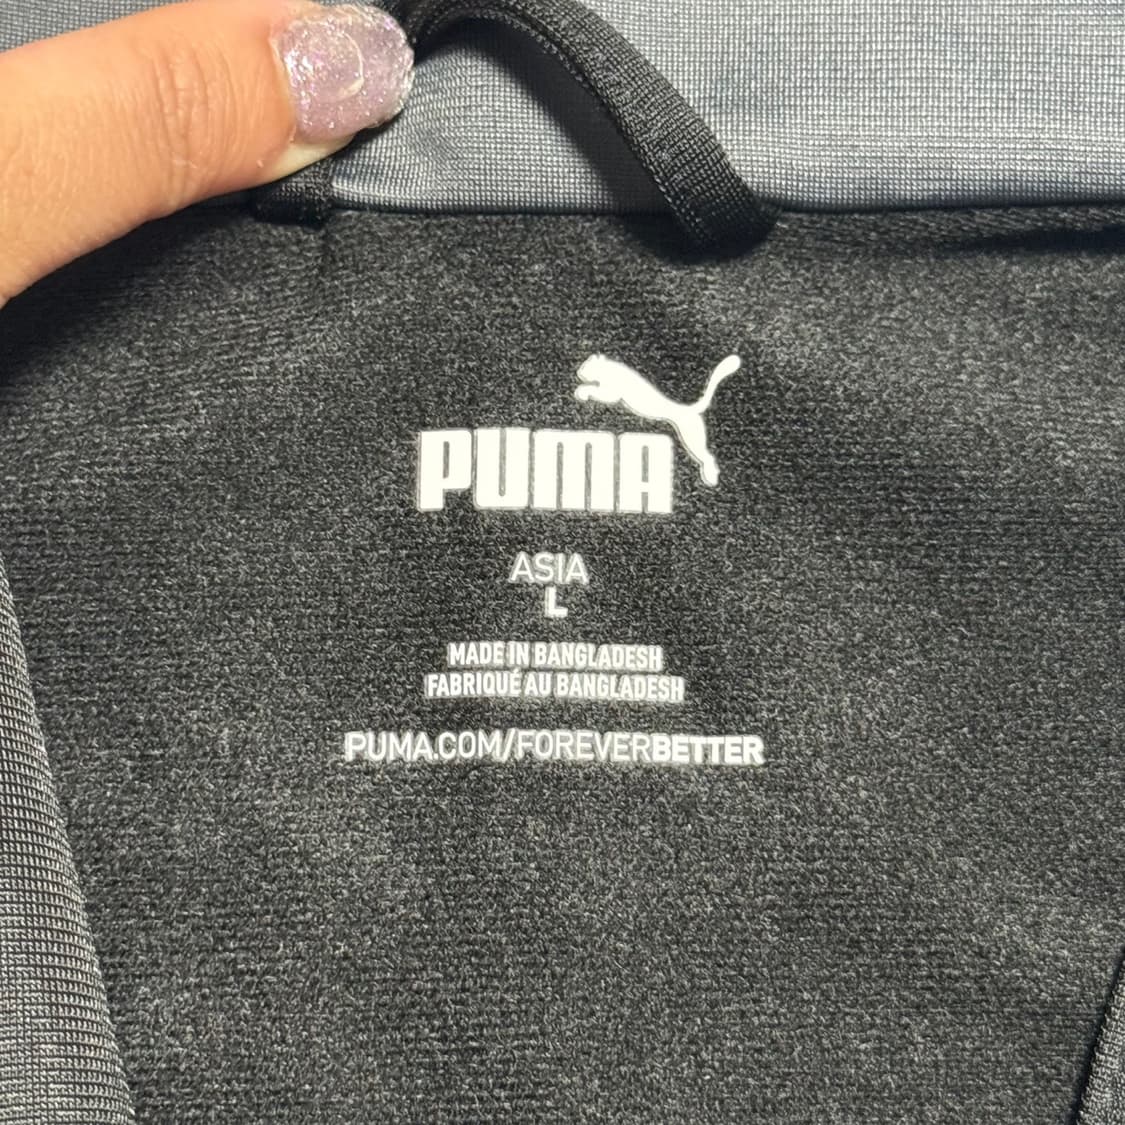 PUMA
ASIA
L
MADE IN BANGLADESH
FABRIQUÉ AU BANGLADESH
PUMA.COM/FOREVERBETTER